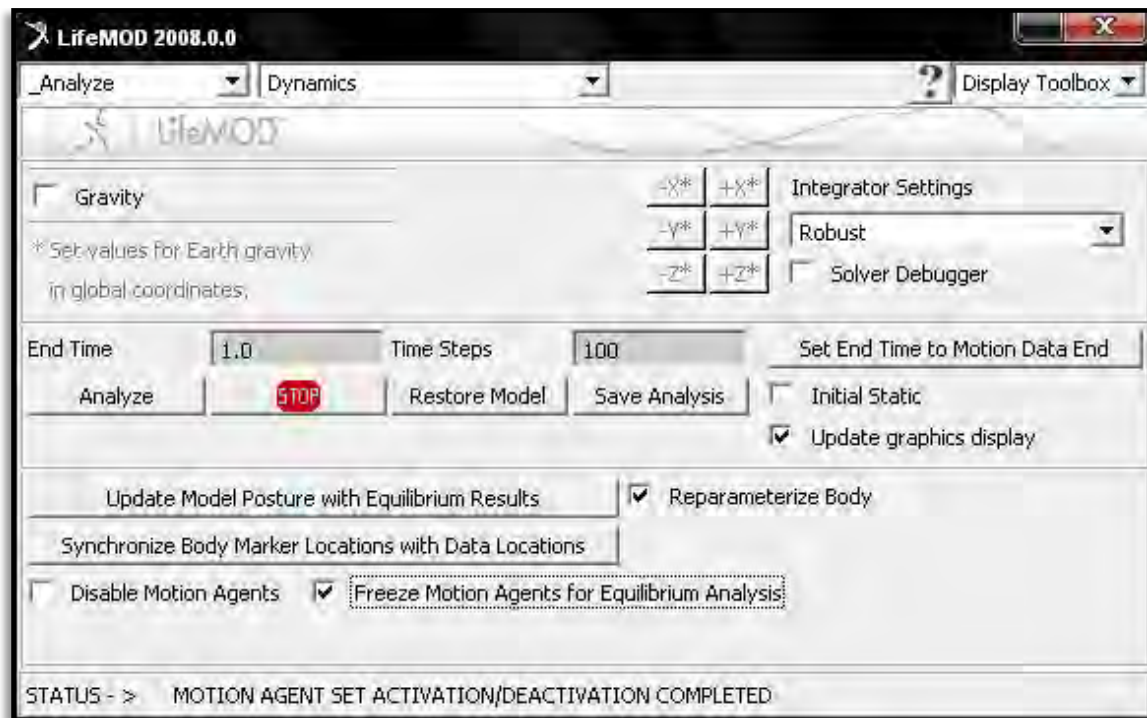 LifeMOD 2008.0.0
X
_Analyze Dynamics ? Display Toolbox
LifeMOD
Gravity -X* +X* Integrator Settings
* Set values for Earth gravity -Y* +Y* Robust
in global coordinates. -Z* +Z* Solver Debugger
End Time 1.0 Time Steps 100 Set End Time to Motion Data End
Analyze STOP Restore Model Save Analysis Initial Static
Update graphics display
Update Model Posture with Equilibrium Results Reparameterize Body
Synchronize Body Marker Locations with Data Locations
Disable Motion Agents Freeze Motion Agents for Equilibrium Analysis
STATUS - > MOTION AGENT SET ACTIVATION/DEACTIVATION COMPLETED